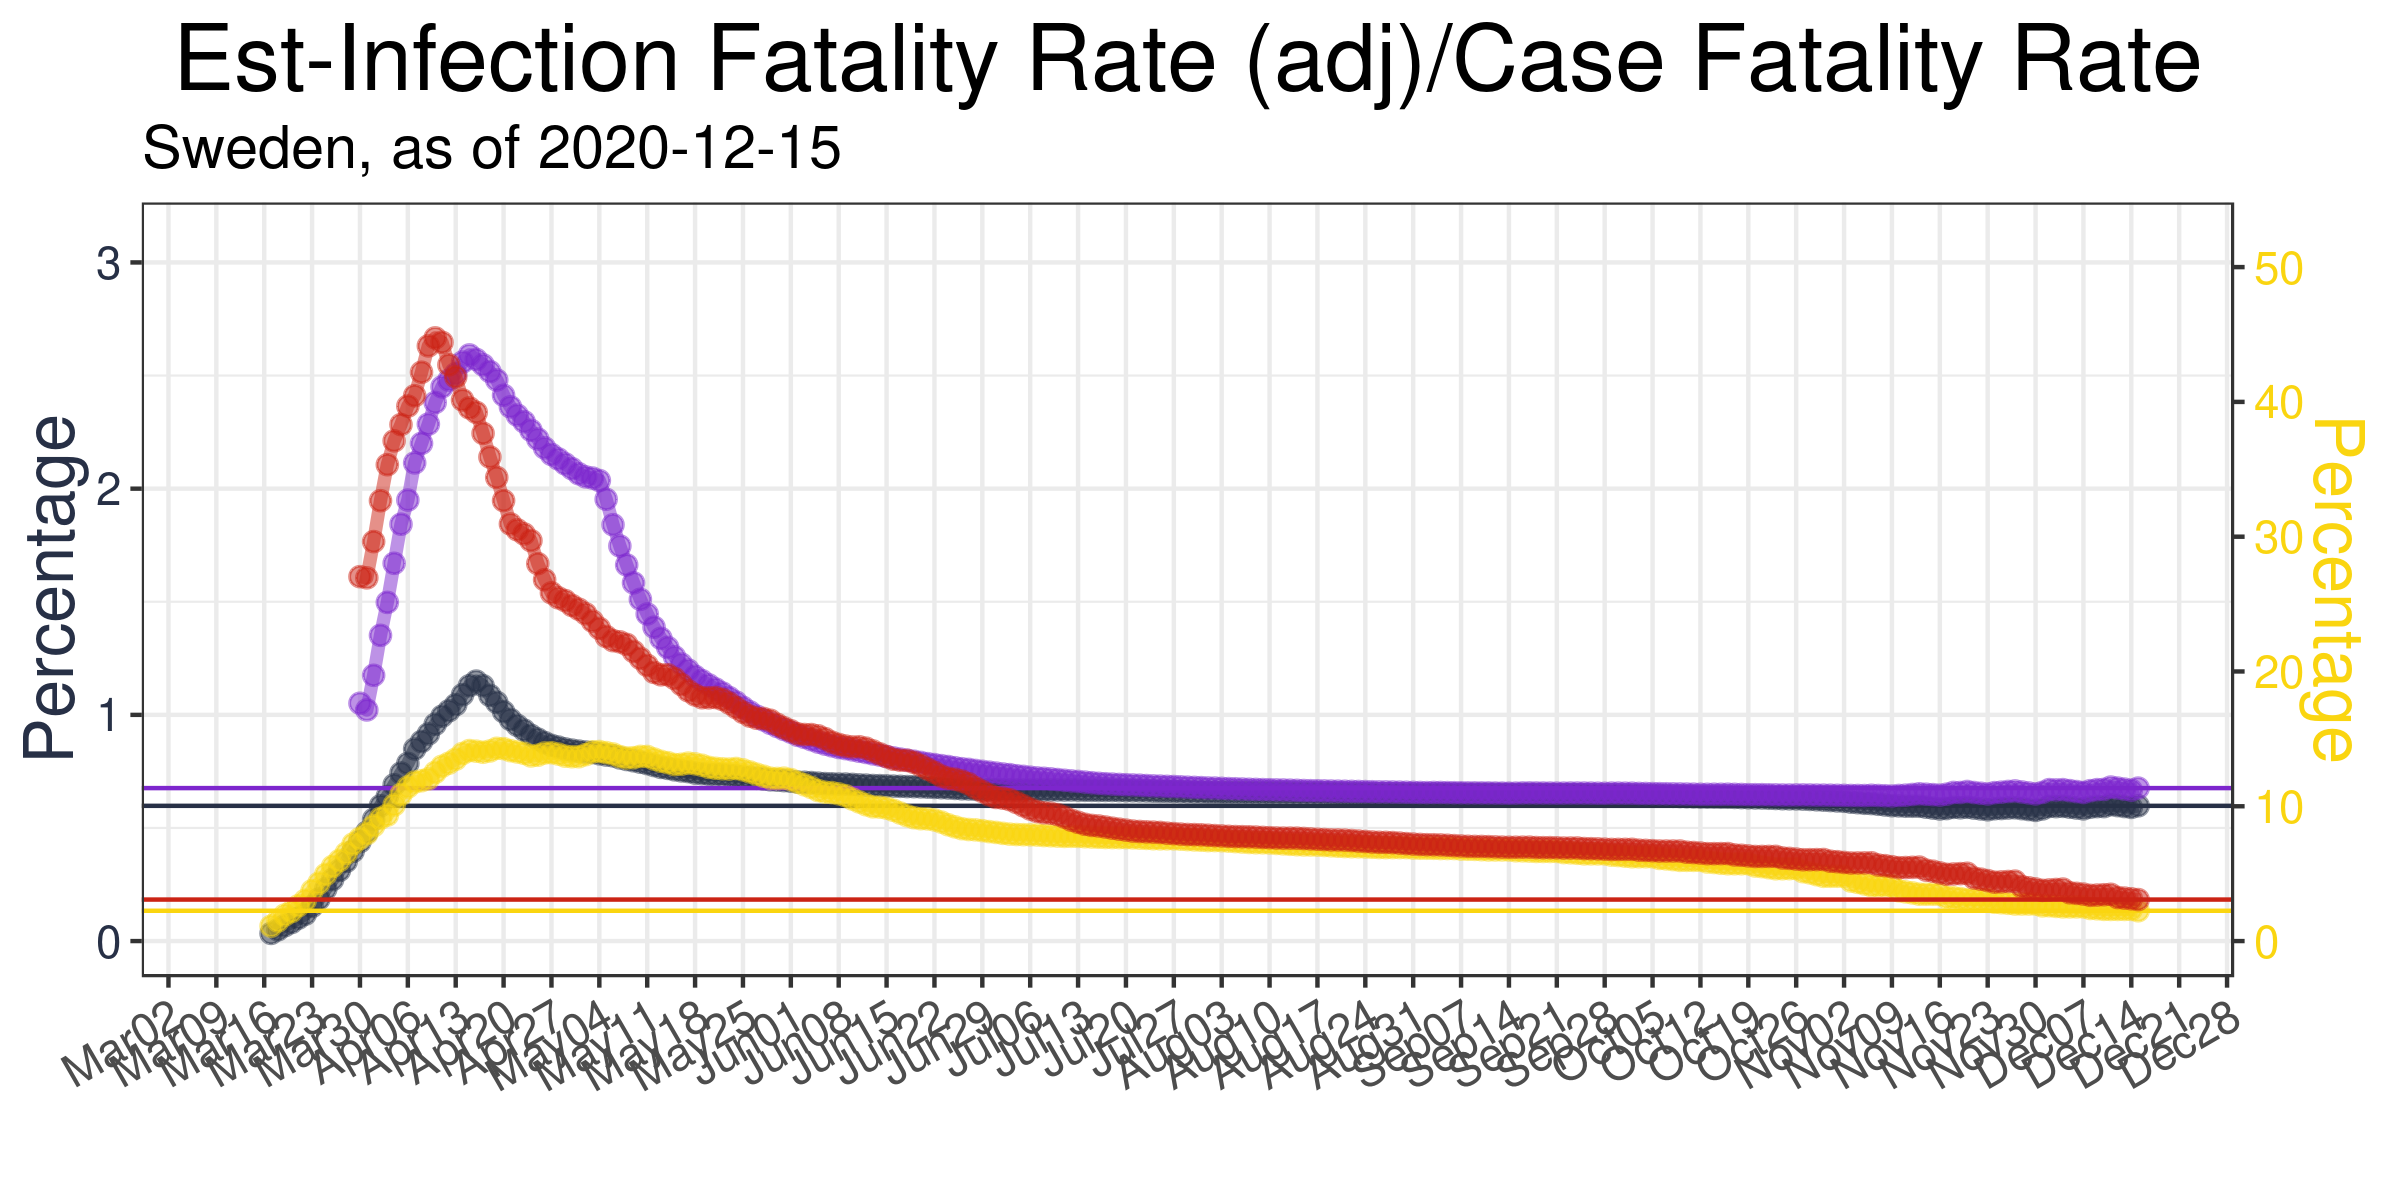 Est-Infection Fatality Rate (adj)/Case Fatality Rate
Sweden, as of 2020-12-15
Percentage
3
2
1
0
50
40
30
20
10
0
Percentage
Mar02
Mar09
Mar16
Mar23
Mar30
Apr06
Apr13
Apr20
Apr27
May04
May11
May18
May25
Jun01
Jun08
Jun15
Jun22
Jun29
Jul06
Jul13
Jul20
Jul27
Aug03
Aug10
Aug17
Aug24
Aug31
Sep07
Sep14
Sep21
Sep28
Oct05
Oct12
Oct19
Oct26
Nov02
Nov09
Nov16
Nov23
Nov30
Dec07
Dec14
Dec21
Dec28